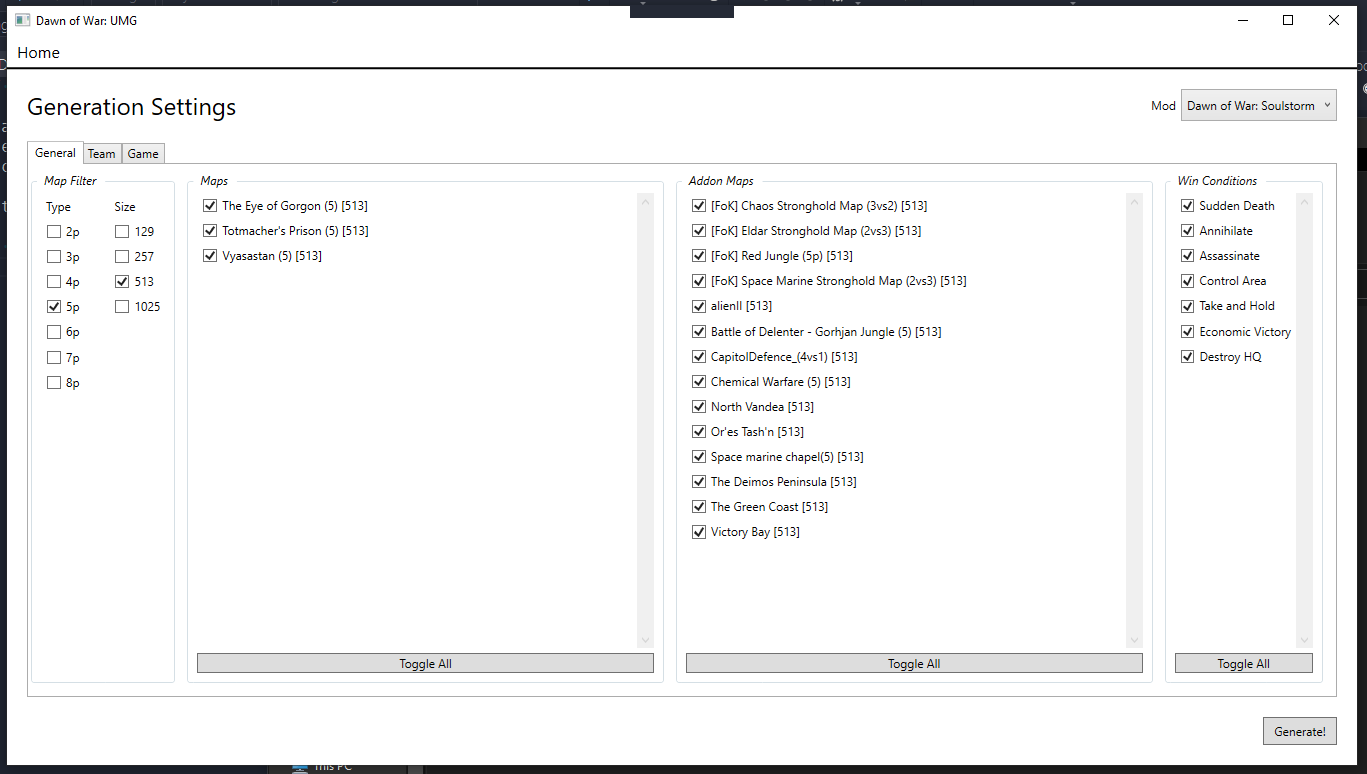 Dawn of War: UMG
Home
Generation Settings
Mod
Dawn of War: Soulstorm
General
Team
Game
Map Filter
Type
Size
2p
129
3p
257
4p
513
5p
1025
6p
7p
8p
Maps
The Eye of Gorgon (5) [513]
Totmacher's Prison (5) [513]
Vyasastan (5) [513]
Toggle All
Addon Maps
[FoK] Chaos Stronghold Map (3vs2) [513]
[FoK] Eldar Stronghold Map (2vs3) [513]
[FoK] Red Jungle (5p) [513]
[FoK] Space Marine Stronghold Map (2vs3) [513]
alienII [513]
Battle of Delenter - Gorhjan Jungle (5) [513]
CapitolDefence_(4vs1) [513]
Chemical Warfare (5) [513]
North Vandea [513]
Or'es Tash'n [513]
Space marine chapel(5) [513]
The Deimos Peninsula [513]
The Green Coast [513]
Victory Bay [513]
Toggle All
Win Conditions
Sudden Death
Annihilate
Assassinate
Control Area
Take and Hold
Economic Victory
Destroy HQ
Toggle All
Generate!
This PC